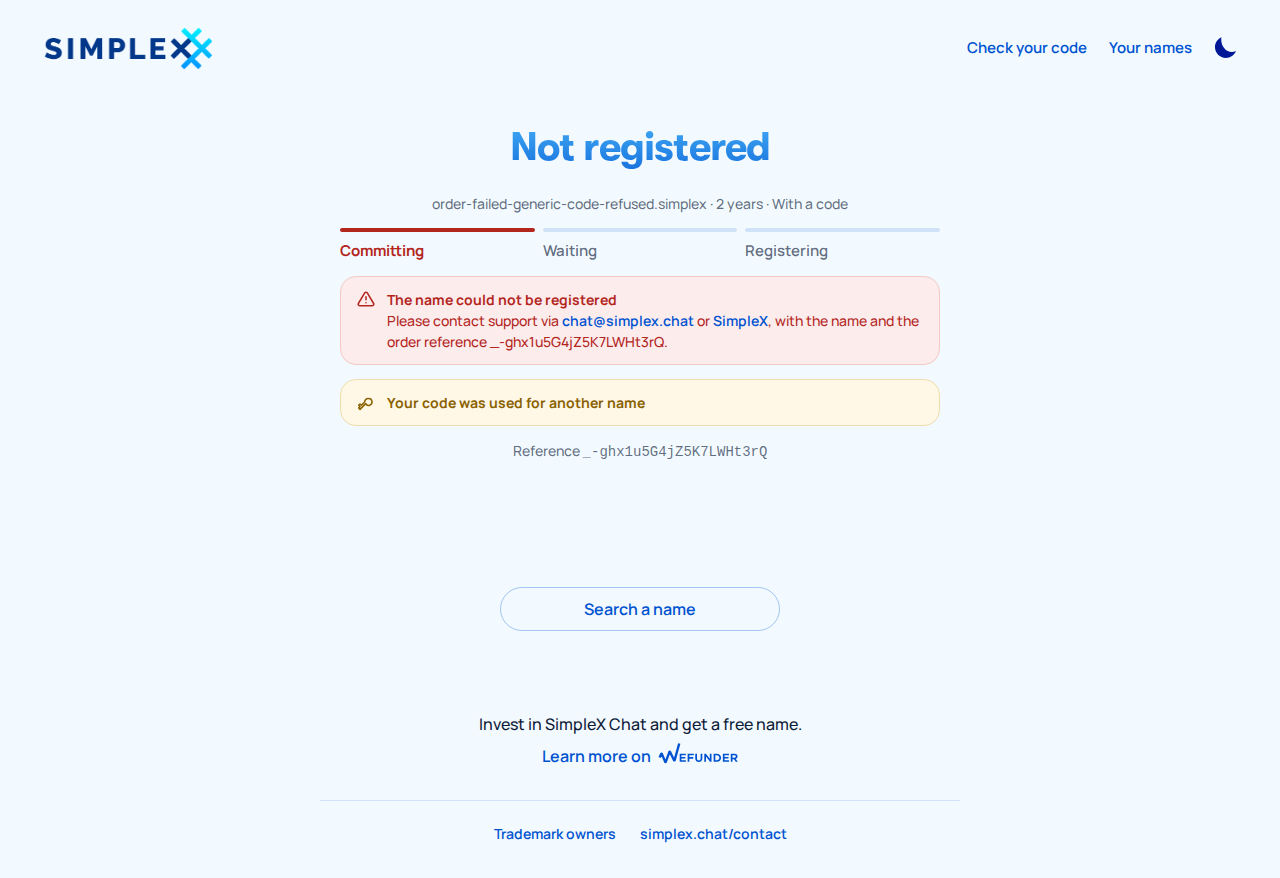 SIMPLEX
Check your code
Your names
Not registered
order-failed-generic-code-refused.simplex · 2 years · With a code
Committing
Waiting
Registering
The name could not be registered
Please contact support via chat@simplex.chat or SimpleX, with the name and the
order reference _-ghx1u5G4jZ5K7LWHt3rQ.
Your code was used for another name
Reference _-ghx1u5G4jZ5K7LWHt3rQ
Search a name
Invest in SimpleX Chat and get a free name.
Learn more on WEFUNDER
Trademark owners
simplex.chat/contact